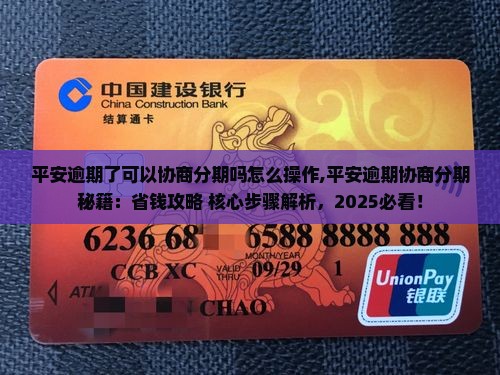 中国建设银行
China Construction Bank
结算通卡
平安逾期了可以协商分期吗怎么操作,平安逾期协商分期
秘籍：省钱攻略 核心步骤解析，2025必看！
6236 68 6588 8888 888
MONTH/YEAR
CCB XC VALID THRU 09/29 1
ATM
CHAO
UnionPay
银联